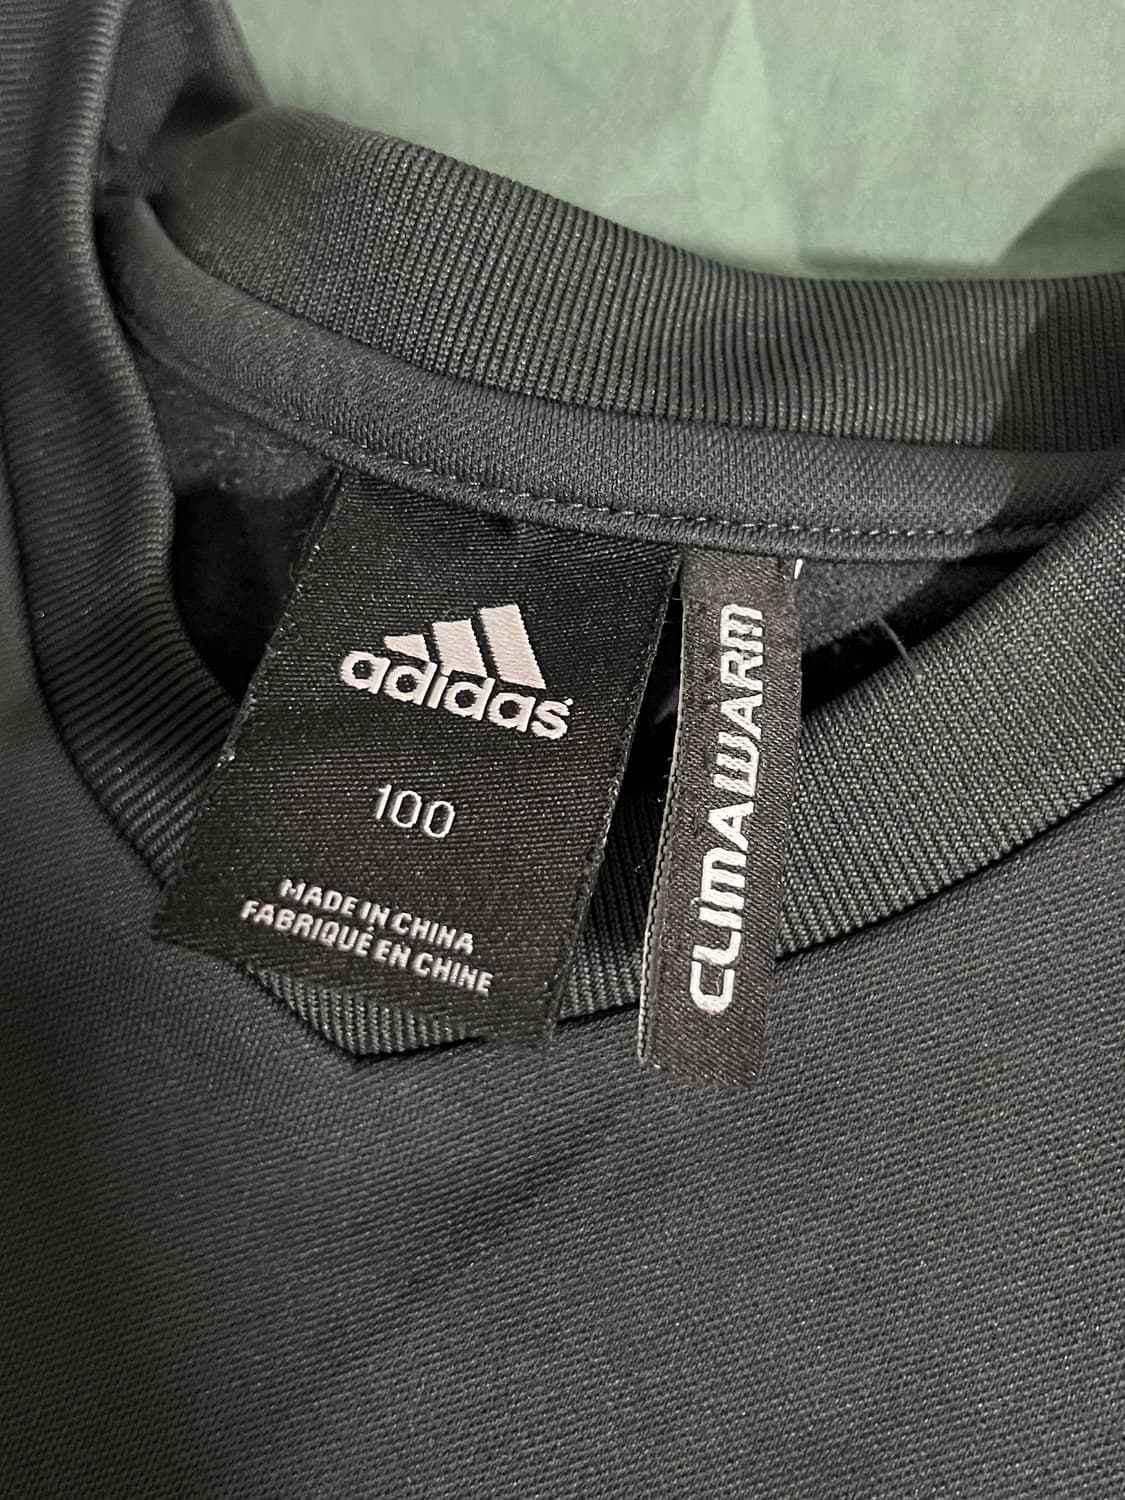 adidas
100
MADE IN CHINA
FABRIQUÉ EN CHINE
CLIMAWARM